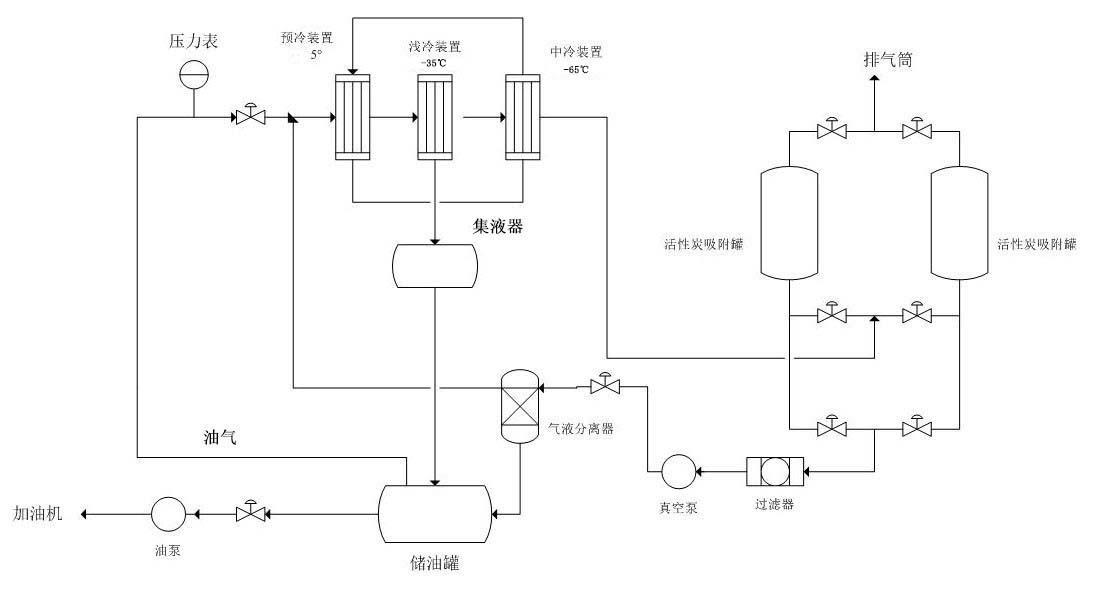 压力表
预冷装置
5°
浅冷装置
-35℃
中冷装置
-65℃
排气筒
集液器
活性炭吸附罐
活性炭吸附罐
气液分离器
油气
真空泵
过滤器
加油机
油泵
储油罐